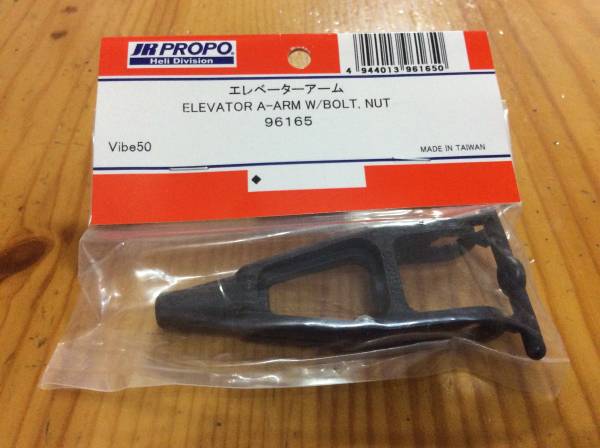 JR PROPO
Heli Division
4 944013 961650
エレベーターアーム
ELEVATOR A-ARM W/BOLT, NUT
96165
Vibe50
MADE IN TAIWAN